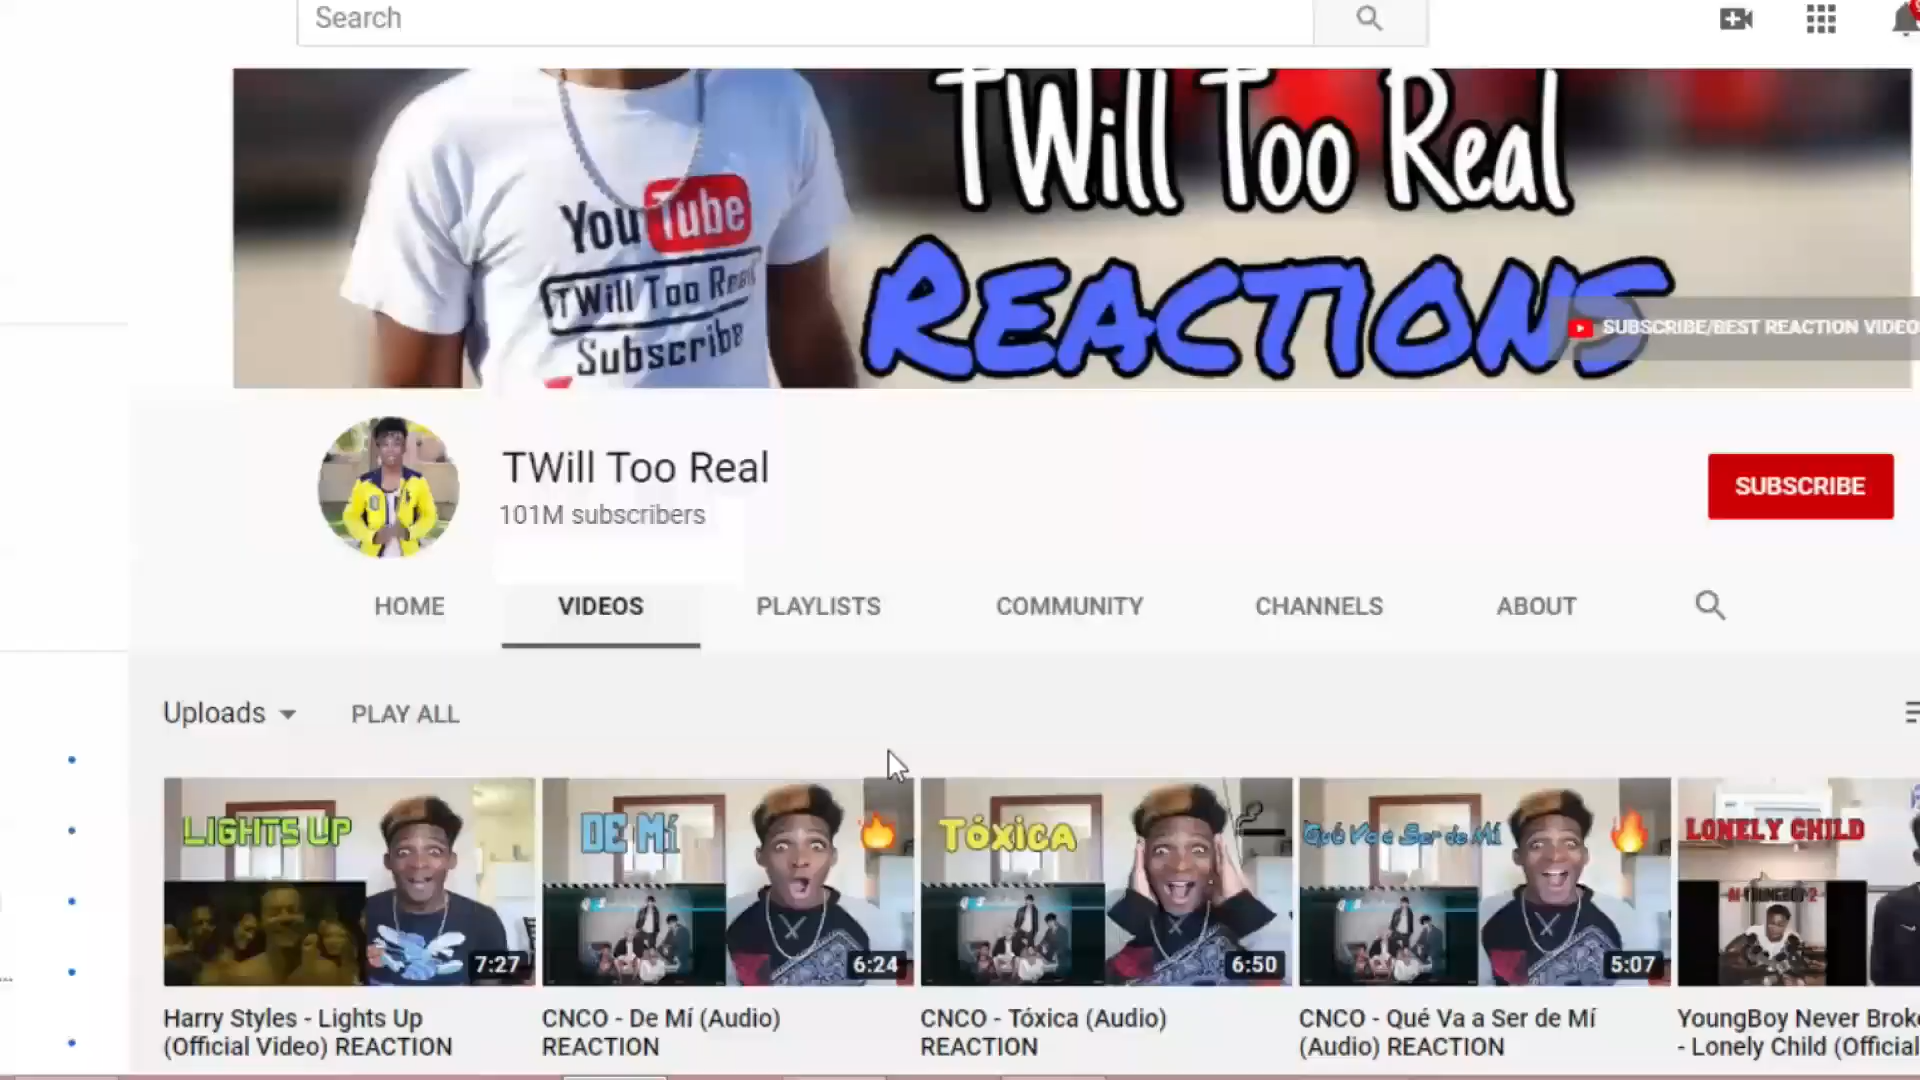 Search
TWill Too Real
REACTIONS
YouTube
TWill Too Real
Subscribe
SUBSCRIBE/BEST REACTION VIDEO
TWill Too Real
101M subscribers
SUBSCRIBE
HOME VIDEOS PLAYLISTS COMMUNITY CHANNELS ABOUT
Uploads PLAY ALL
LIGHTS UP
DE Mí
TÓXICA
Qué Va a Ser de Mí
LONELY CHILD
AI YOUNGBOY 2
7:27
6:24
6:50
5:07
Harry Styles - Lights Up
(Official Video) REACTION
CNCO - De Mí (Audio)
REACTION
CNCO - Tóxica (Audio)
REACTION
CNCO - Qué Va a Ser de Mí
(Audio) REACTION
YoungBoy Never Broke
- Lonely Child (Official